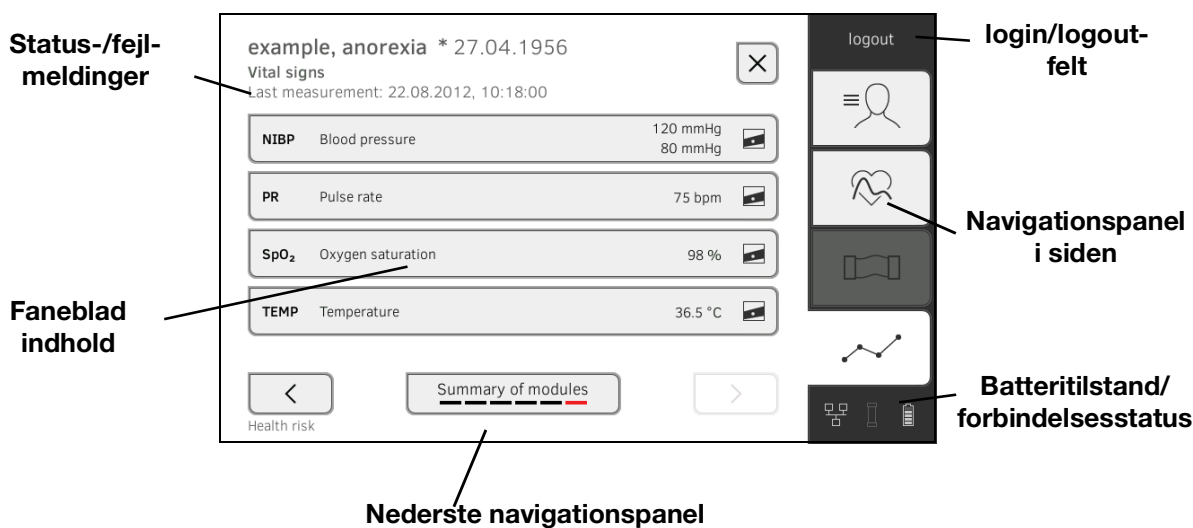 Status-/fejl-
meldinger
example, anorexia * 27.04.1956
Vital signs
Last measurement: 22.08.2012, 10:18:00
logout
login/logout-
felt
NIBP Blood pressure 120 mmHg
80 mmHg
PR Pulse rate 75 bpm
SpO₂ Oxygen saturation 98 %
TEMP Temperature 36.5 °C
Navigationspanel
i siden
Faneblad
indhold
Summary of modules
Health risk
Batteritilstand/
forbindelsesstatus
Nederste navigationspanel